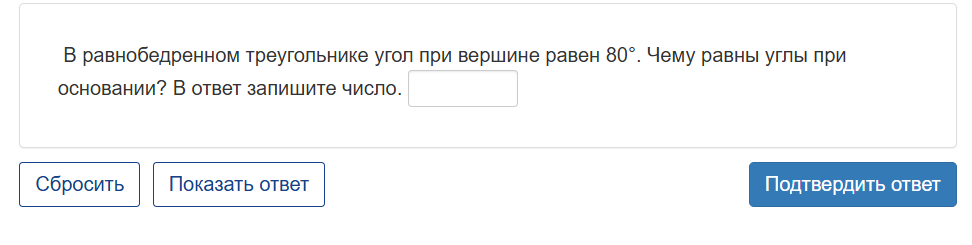 В равнобедренном треугольнике угол при вершине равен 80°. Чему равны углы при
основании? В ответ запишите число.
Сбросить
Показать ответ
Подтвердить ответ